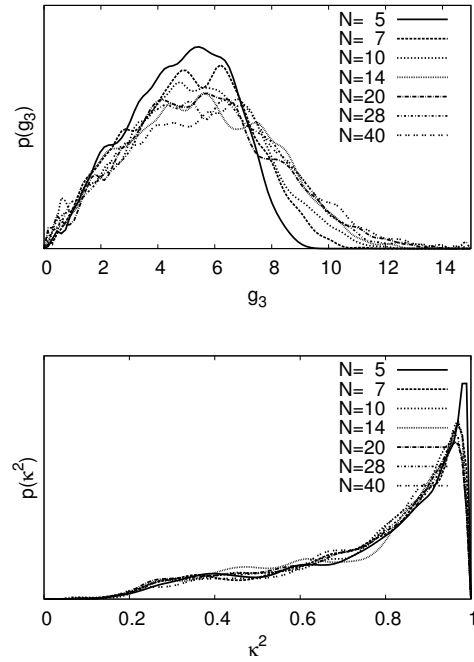 p(g₃)
N= 5
N= 7
N=10
N=14
N=20
N=28
N=40
0 2 4 6 8 10 12 14
g₃
p(κ²)
N= 5
N= 7
N=10
N=14
N=20
N=28
N=40
0 0.2 0.4 0.6 0.8 1
κ²